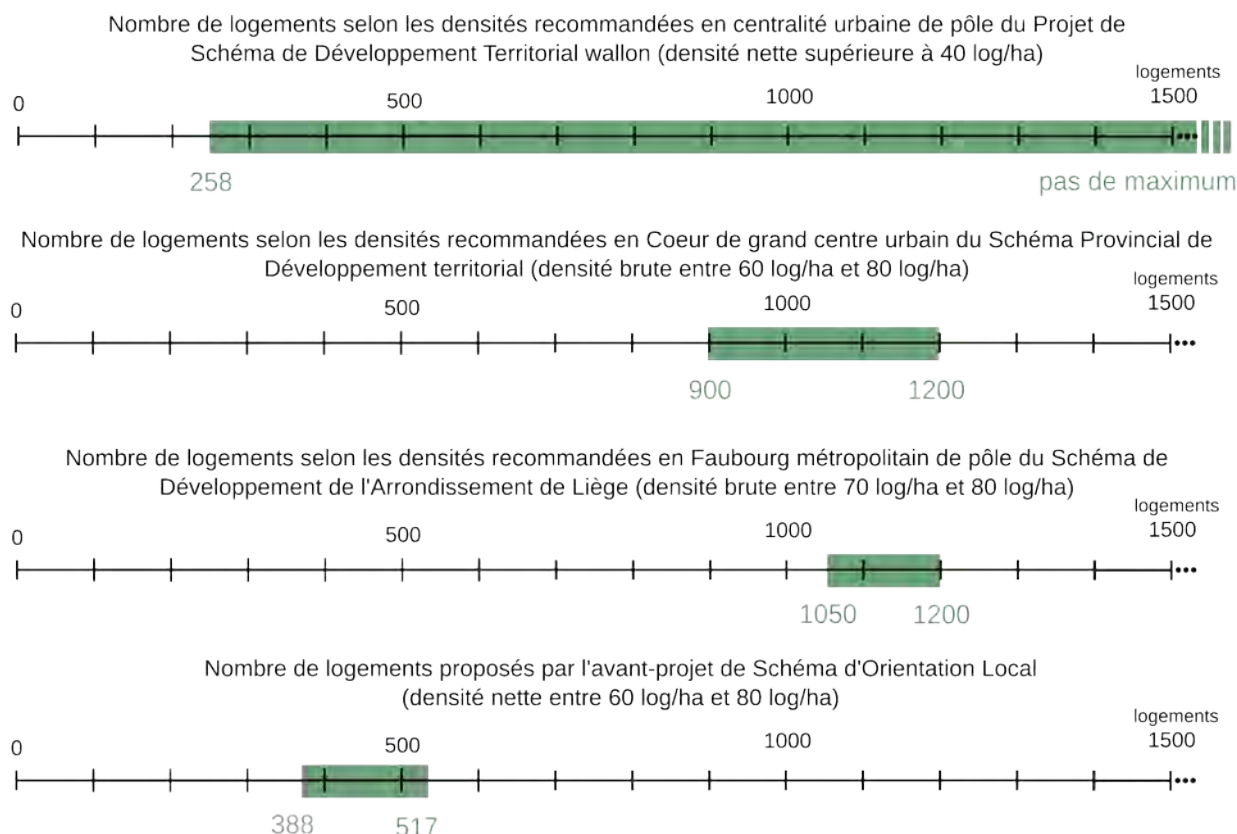 Nombre de logements selon les densités recommandées en centralité urbaine de pôle du Projet de
Schéma de Développement Territorial wallon (densité nette supérieure à 40 log/ha)
logements
0 500 1000 1500
258 pas de maximum
Nombre de logements selon les densités recommandées en Coeur de grand centre urbain du Schéma Provincial de
Développement territorial (densité brute entre 60 log/ha et 80 log/ha)
logements
0 500 1000 1500
900 1200
Nombre de logements selon les densités recommandées en Faubourg métropolitain de pôle du Schéma de
Développement de l'Arrondissement de Liège (densité brute entre 70 log/ha et 80 log/ha)
logements
0 500 1000 1500
1050 1200
Nombre de logements proposés par l'avant-projet de Schéma d'Orientation Local
(densité nette entre 60 log/ha et 80 log/ha)
logements
0 500 1000 1500
388 517